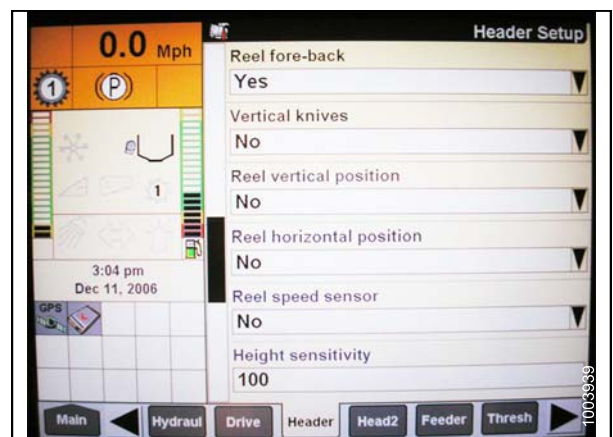 0.0 Mph
Header Setup
1
(P)
Reel fore-back
Yes
Vertical knives
No
1
Reel vertical position
No
Reel horizontal position
No
3:04 pm
Dec 11, 2006
Reel speed sensor
No
GPS
Height sensitivity
100
1003939
Main
Hydraul
Drive
Header
Head2
Feeder
Thresh